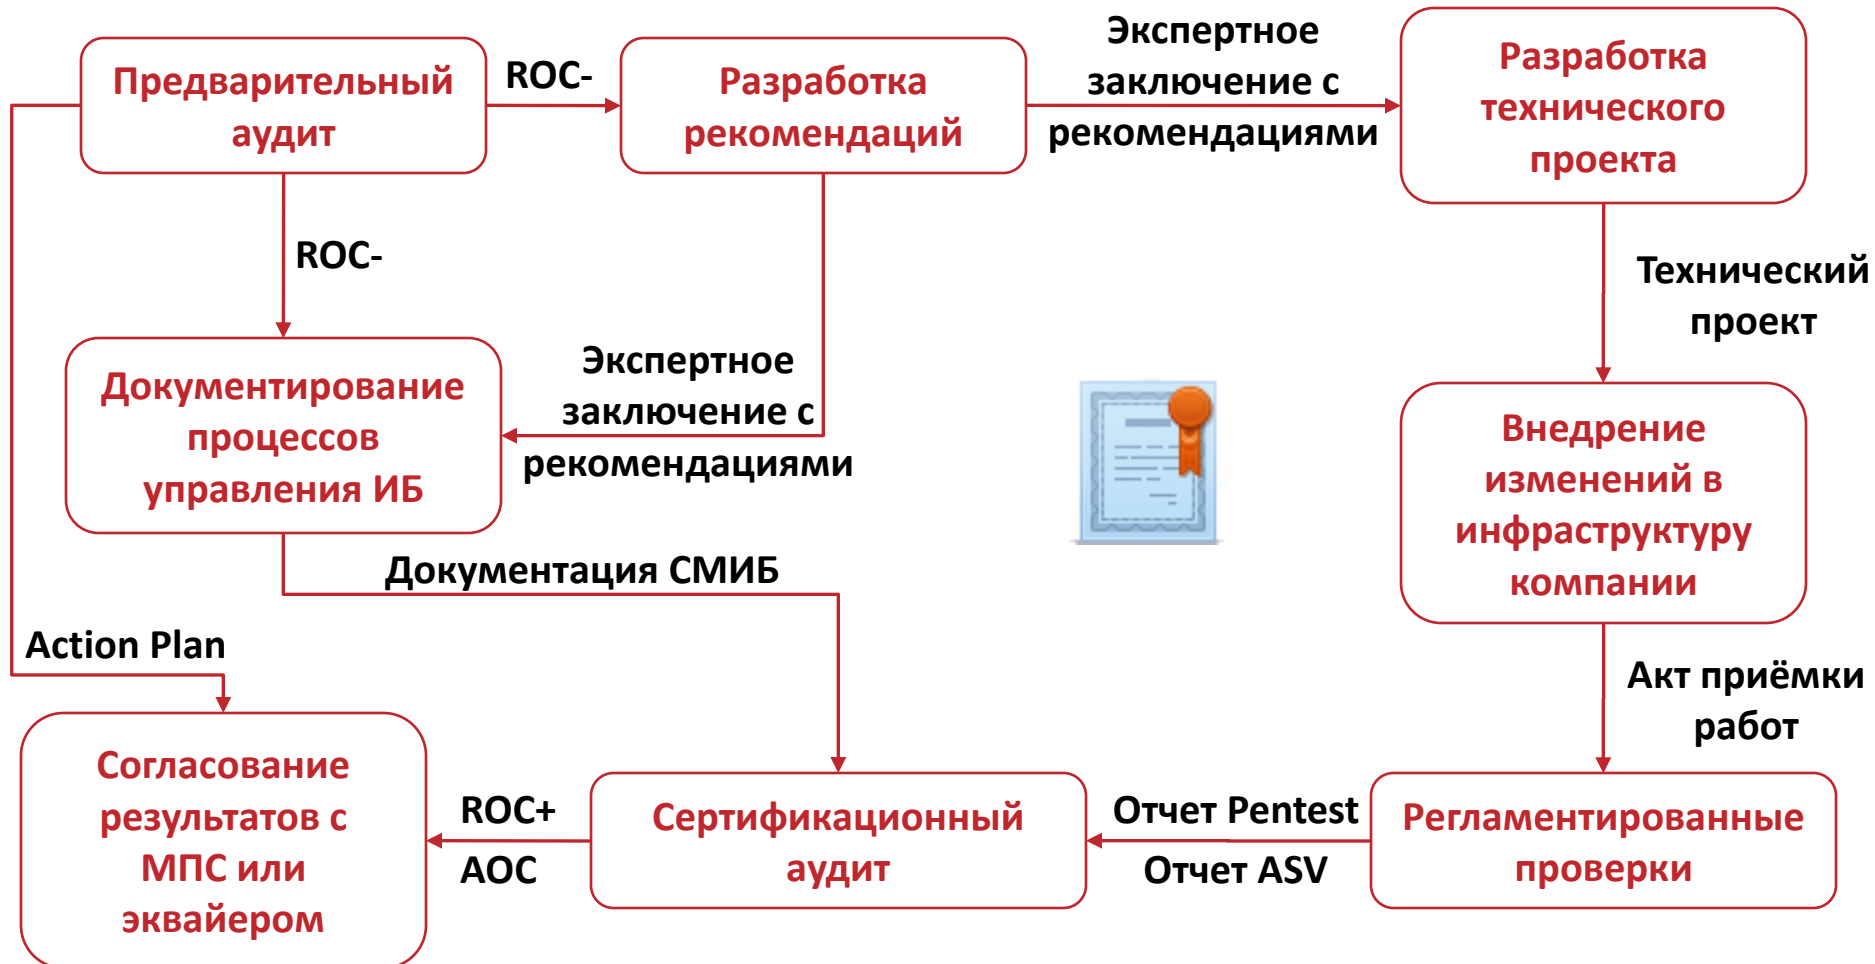 Предварительный
аудит
ROC-
Разработка
рекомендаций
Экспертное
заключение с
рекомендациями
Разработка
технического
проекта
ROC-
Технический
проект
Документирование
процессов
управления ИБ
Экспертное
заключение с
рекомендациями
Внедрение
изменений в
инфраструктуру
компании
Документация СМИБ
Action Plan
Акт приёмки
работ
Согласование
результатов с
МПС или
эквайером
ROC+
AOC
Сертификационный
аудит
Отчет Pentest
Отчет ASV
Регламентированные
проверки